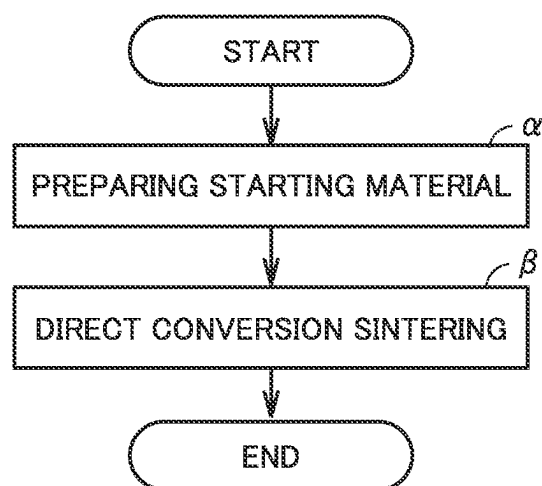 START
α
PREPARING STARTING MATERIAL
β
DIRECT CONVERSION SINTERING
END